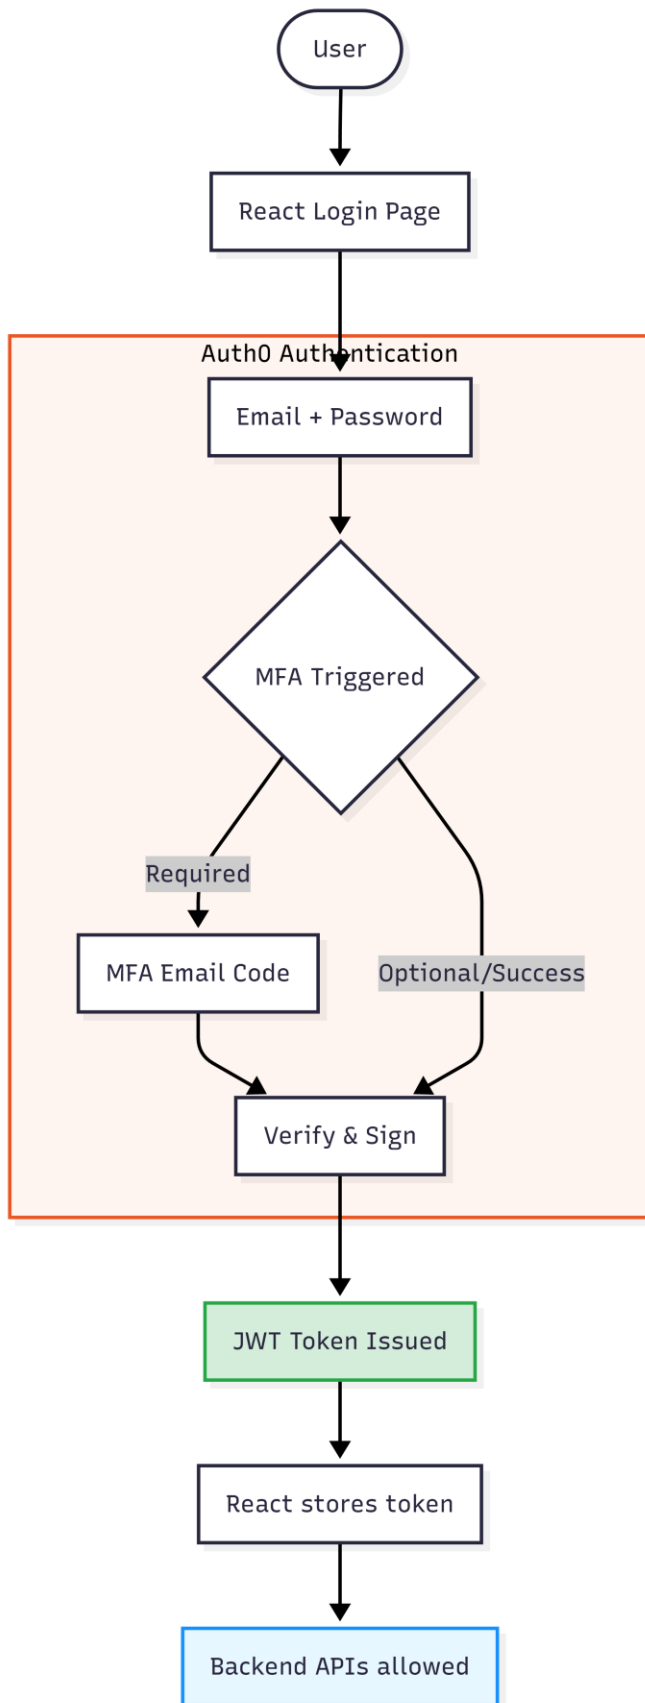 User
React Login Page
Auth0 Authentication
Email + Password
MFA Triggered
Required
MFA Email Code
Optional/Success
Verify & Sign
JWT Token Issued
React stores token
Backend APIs allowed